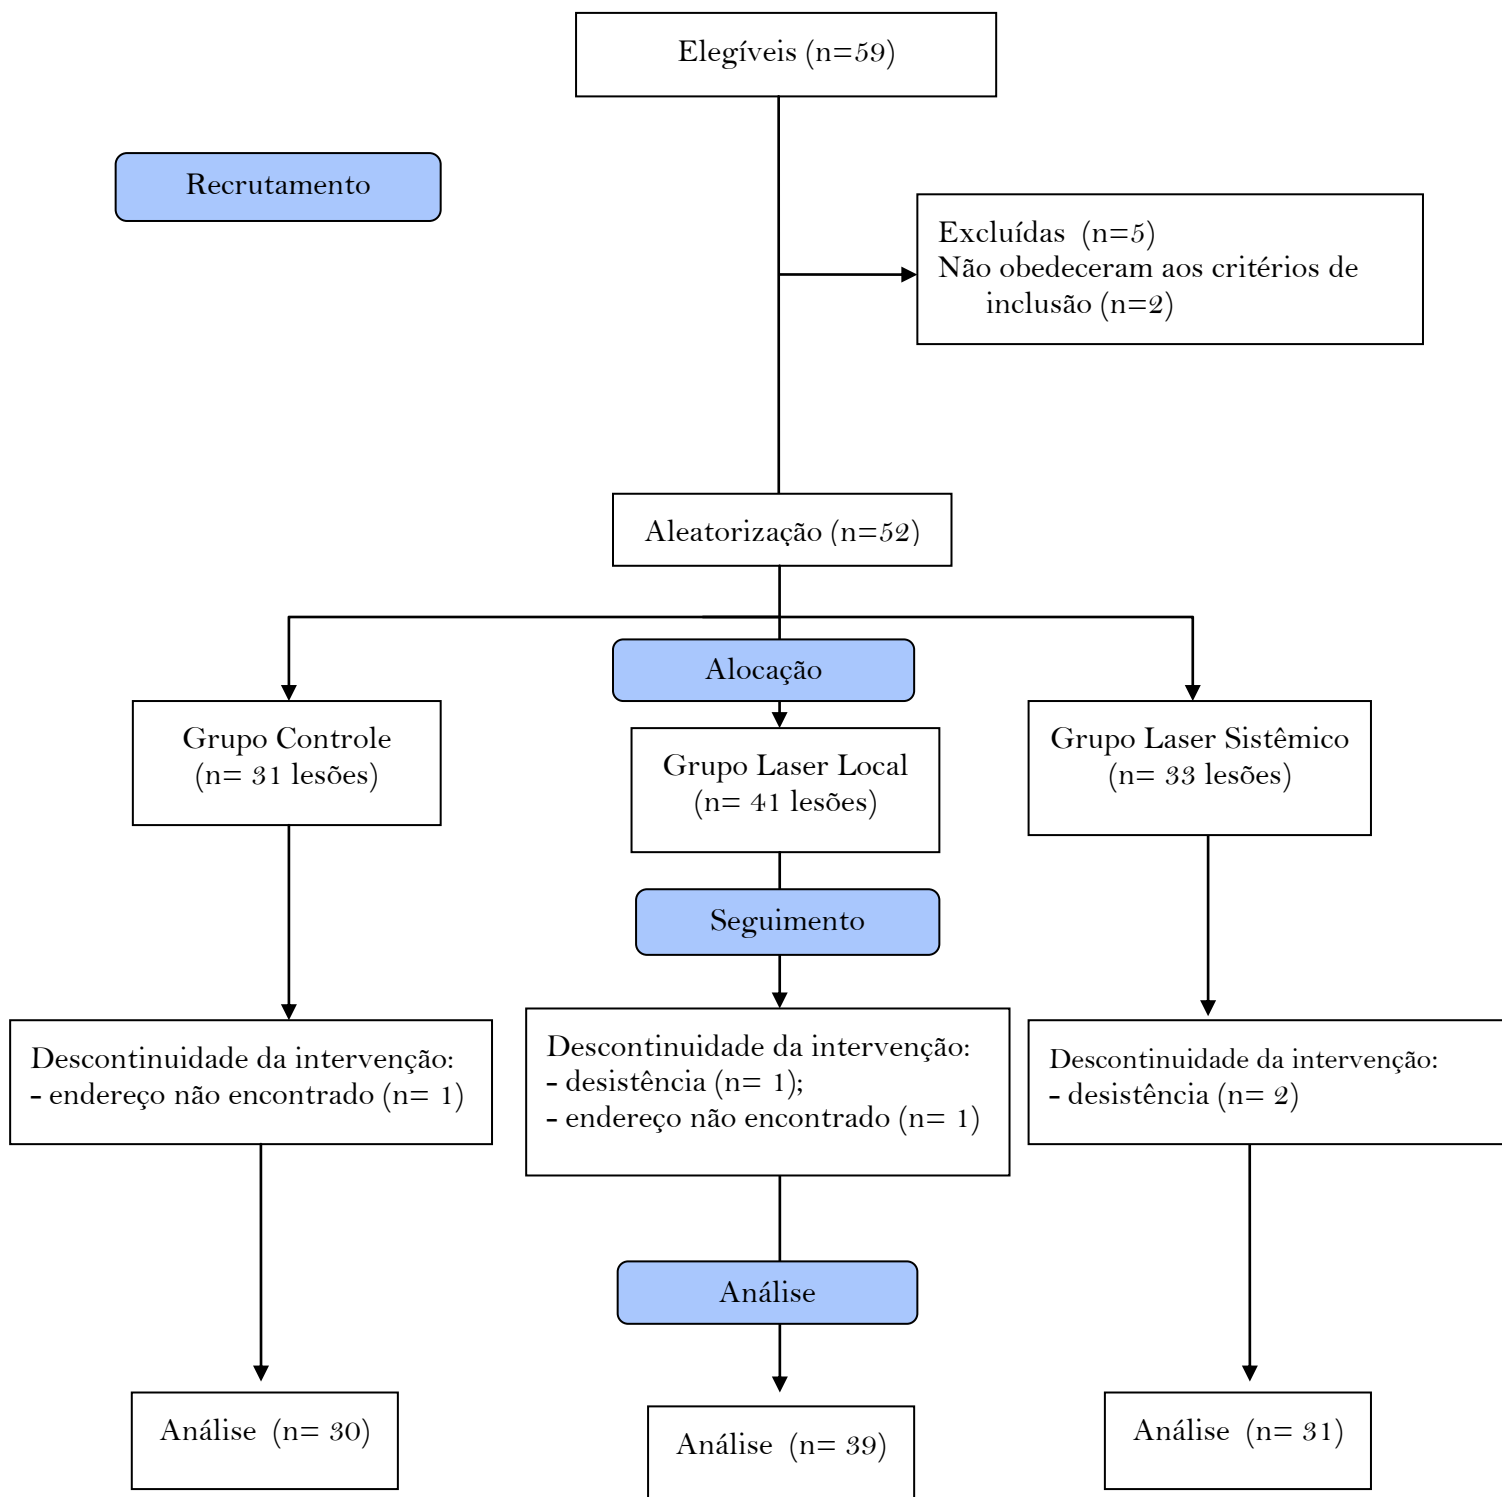 Elegíveis (n=59)
Recrutamento
Excluídas (n=5)
Não obedeceram aos critérios de
inclusão (n=2)
Aleatorização (n=52)
Alocação
Grupo Controle
(n= 31 lesões)
Grupo Laser Local
(n= 41 lesões)
Grupo Laser Sistêmico
(n= 33 lesões)
Seguimento
Descontinuidade da intervenção:
- endereço não encontrado (n= 1)
Descontinuidade da intervenção:
- desistência (n= 1);
- endereço não encontrado (n= 1)
Descontinuidade da intervenção:
- desistência (n= 2)
Análise
Análise (n= 30)
Análise (n= 39)
Análise (n= 31)